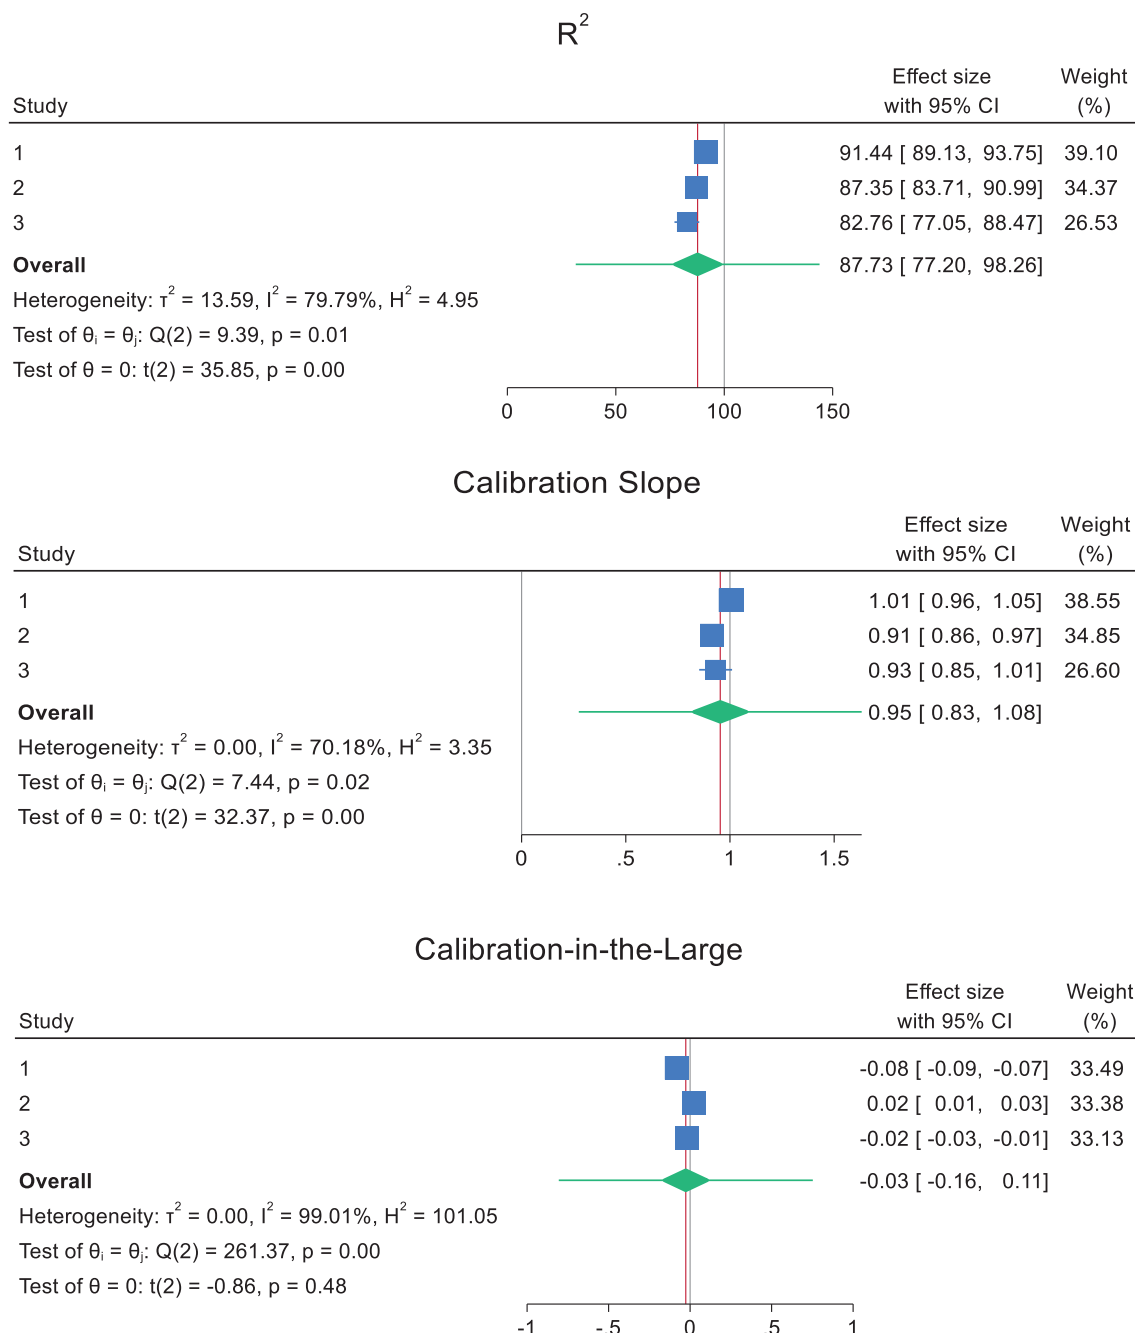 R²
Effect size Weight
Study with 95% CI (%)
1 91.44 [ 89.13, 93.75] 39.10
2 87.35 [ 83.71, 90.99] 34.37
3 82.76 [ 77.05, 88.47] 26.53
Overall 87.73 [ 77.20, 98.26]
Heterogeneity: τ² = 13.59, I² = 79.79%, H² = 4.95
Test of θᵢ = θⱼ: Q(2) = 9.39, p = 0.01
Test of θ = 0: t(2) = 35.85, p = 0.00
0 50 100 150
Calibration Slope
Effect size Weight
Study with 95% CI (%)
1 1.01 [ 0.96, 1.05] 38.55
2 0.91 [ 0.86, 0.97] 34.85
3 0.93 [ 0.85, 1.01] 26.60
Overall 0.95 [ 0.83, 1.08]
Heterogeneity: τ² = 0.00, I² = 70.18%, H² = 3.35
Test of θᵢ = θⱼ: Q(2) = 7.44, p = 0.02
Test of θ = 0: t(2) = 32.37, p = 0.00
0 .5 1 1.5
Calibration-in-the-Large
Effect size Weight
Study with 95% CI (%)
1 -0.08 [ -0.09, -0.07] 33.49
2 0.02 [ 0.01, 0.03] 33.38
3 -0.02 [ -0.03, -0.01] 33.13
Overall -0.03 [ -0.16, 0.11]
Heterogeneity: τ² = 0.00, I² = 99.01%, H² = 101.05
Test of θᵢ = θⱼ: Q(2) = 261.37, p = 0.00
Test of θ = 0: t(2) = -0.86, p = 0.48
-1 -.5 0 .5 1